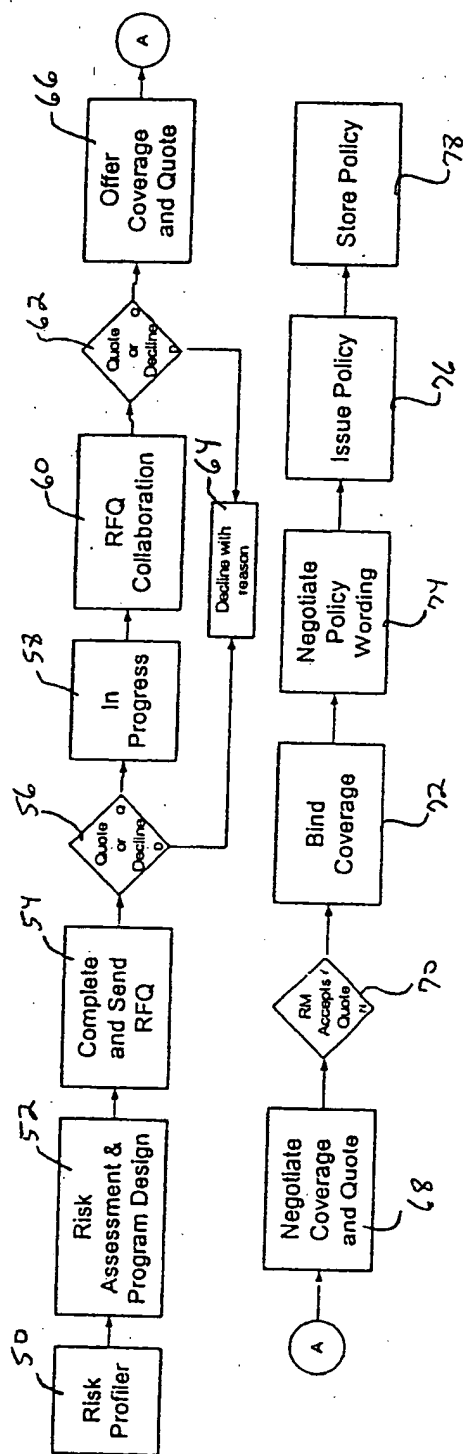 50
Risk
Profiler
52
Risk
Assessment &
Program Design
54
Complete
and Send
RFQ
56
Quote
or
Decline
Q
D
58
In
Progress
60
RFQ
Collaboration
62
Quote
or
Decline
Q
D
64
Decline with
reason
66
Offer
Coverage
and Quote
A
A
Negotiate
Coverage
and Quote
68
RM
Accepts
Quote
N
70
Bind
Coverage
72
Negotiate
Policy
Wording
74
Issue Policy
76
Store Policy
78